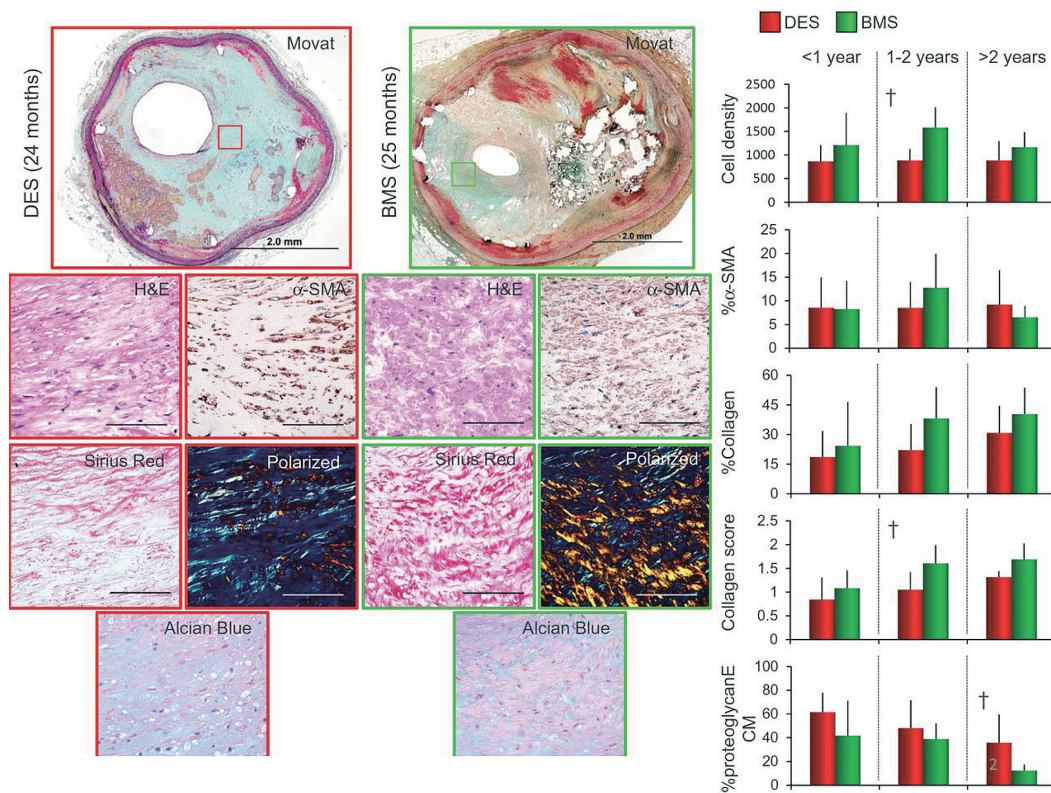 DES (24 months)
Movat
2.0 mm
BMS (25 months)
Movat
2.0 mm
H&E
α-SMA
H&E
α-SMA
Sirius Red
Polarized
Sirius Red
Polarized
Alcian Blue
Alcian Blue
DES BMS
<1 year 1-2 years >2 years
Cell density
2500
2000
1500
1000
500
0
†
%α-SMA
25
20
15
10
5
0
%Collagen
60
45
30
15
0
Collagen score
2.5
2
1.5
1
0.5
0
†
%proteoglycanE
CM
100
80
60
40
20
0
†
2